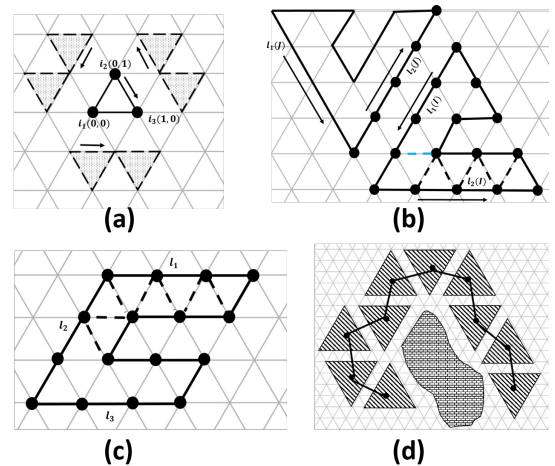 i₂(0,1)
i₁(0,0)
i₃(1,0)
(a)
l₁(J)
l₂(J)
l₁(I)
l₂(I)
(b)
l₁
l₂
l₃
(c)
(d)